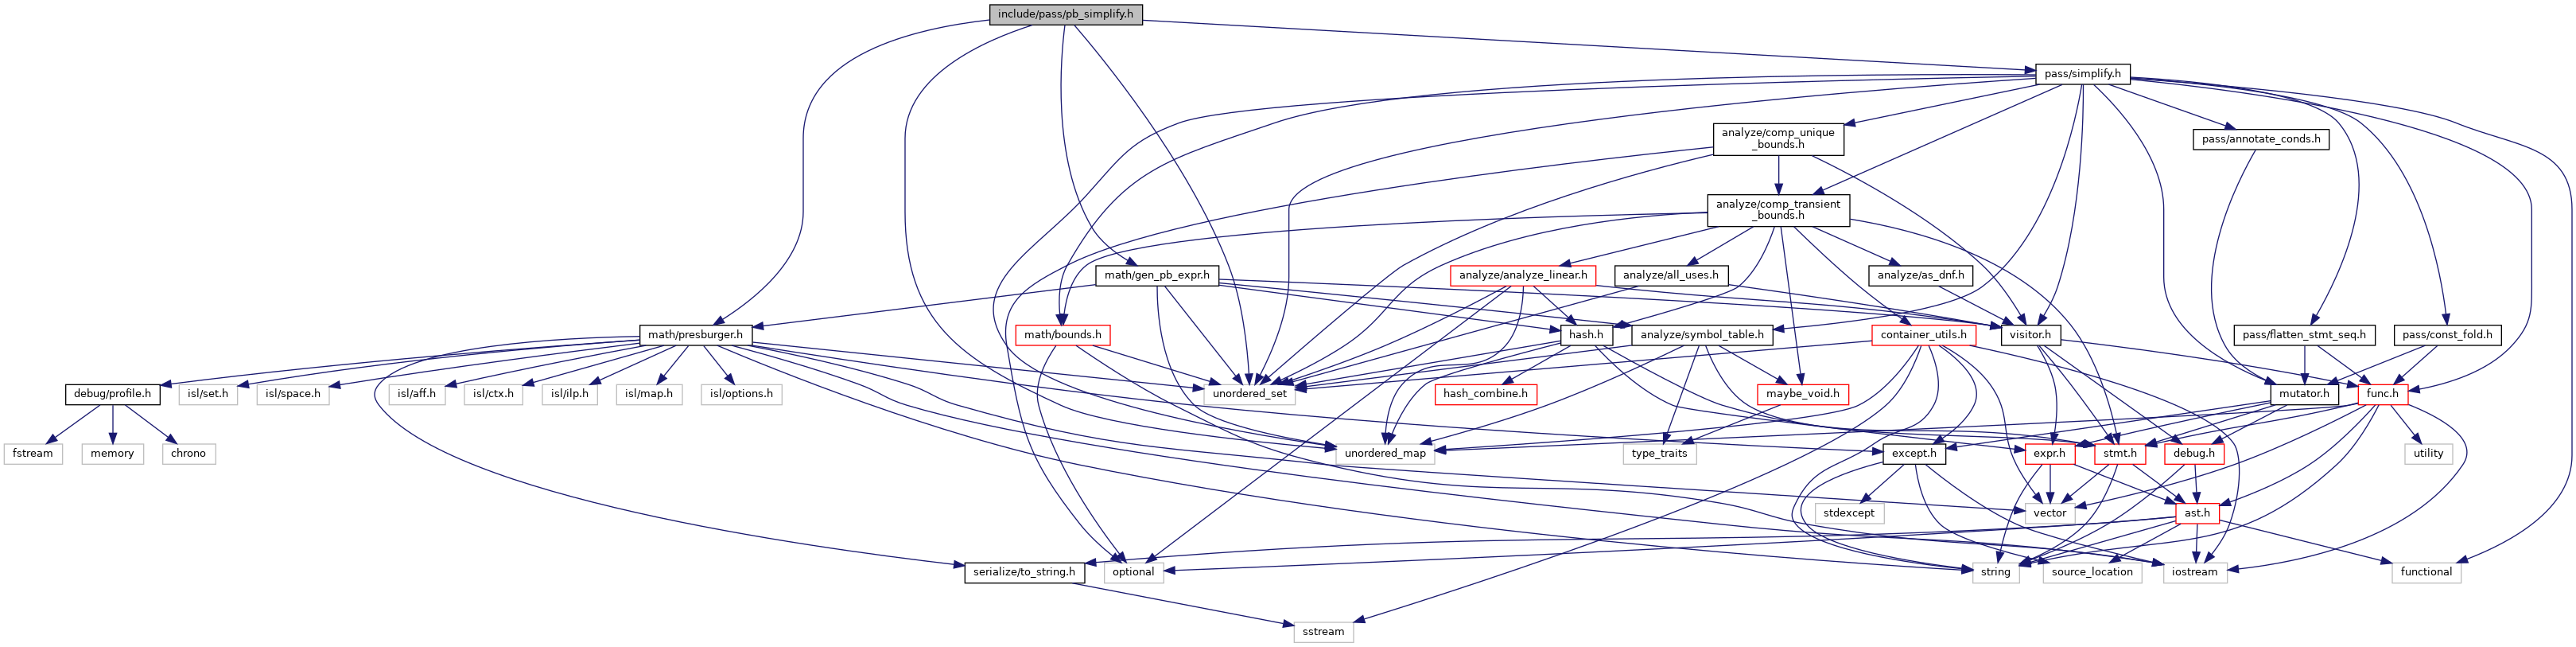 include/pass/pb_simplify.h
pass/simplify.h
analyze/comp_unique
_bounds.h
pass/annotate_conds.h
analyze/comp_transient
_bounds.h
math/gen_pb_expr.h
analyze/analyze_linear.h
analyze/all_uses.h
analyze/as_dnf.h
math/presburger.h
math/bounds.h
hash.h
analyze/symbol_table.h
container_utils.h
visitor.h
pass/flatten_stmt_seq.h
pass/const_fold.h
debug/profile.h
isl/set.h
isl/space.h
isl/aff.h
isl/ctx.h
isl/ilp.h
isl/map.h
isl/options.h
unordered_set
hash_combine.h
maybe_void.h
mutator.h
func.h
fstream
memory
chrono
unordered_map
type_traits
except.h
expr.h
stmt.h
debug.h
utility
stdexcept
vector
ast.h
serialize/to_string.h
optional
string
source_location
iostream
functional
sstream